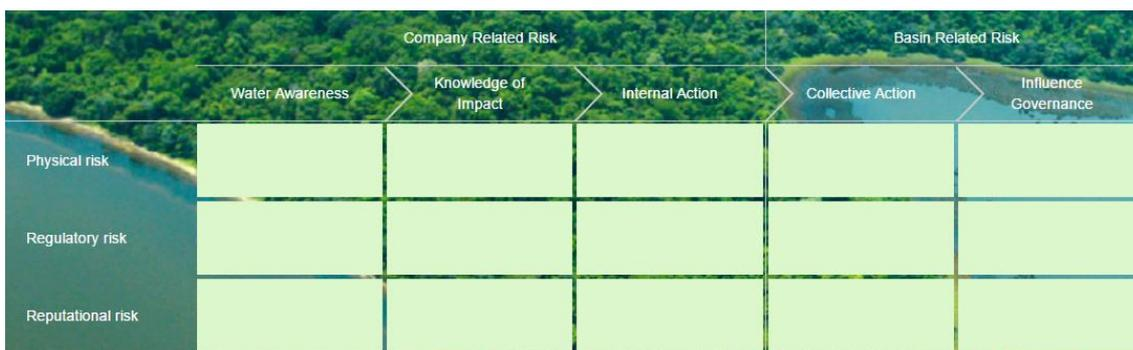 Company Related Risk
Basin Related Risk
Water Awareness
Knowledge of
Impact
Internal Action
Collective Action
Influence
Governance
Physical risk
Regulatory risk
Reputational risk